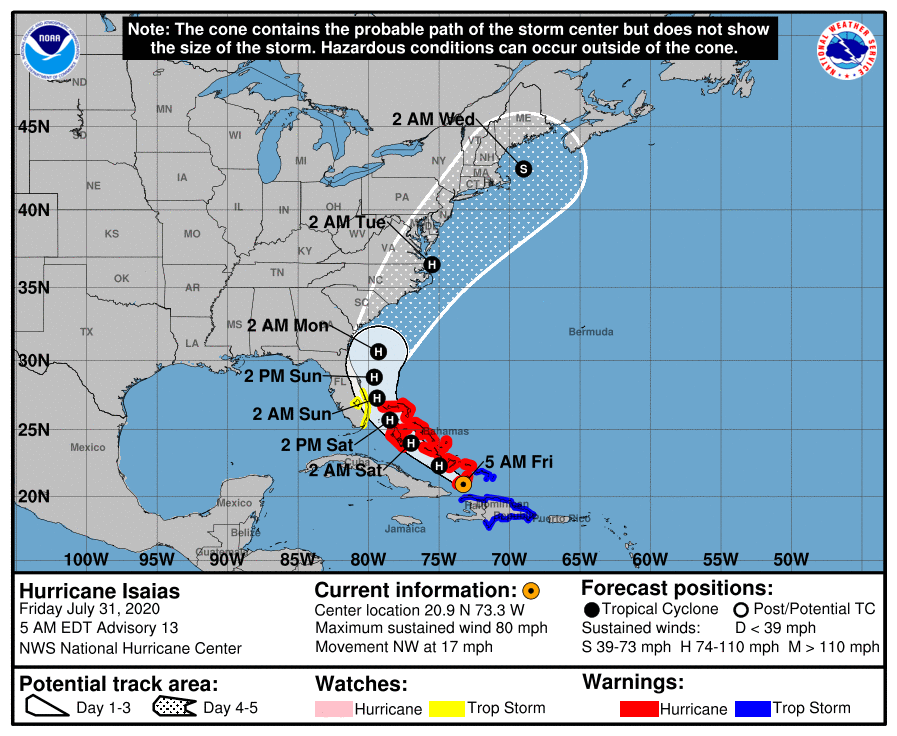 Note: The cone contains the probable path of the storm center but does not show
the size of the storm. Hazardous conditions can occur outside of the cone.
NOAA
NATIONAL WEATHER SERVICE
ND
MN
ME
2 AM Wed
45N
SD
WI
VT
NH
MI
NY
MA
CT
NE
IA
PA
IL
IN
OH
40N
2 AM Tue
DE
KS
MO
WV
VA
KY
OK
TN
NC
35N
AR
SC
MS
2 AM Mon
TX
LA
Bermuda
30N
2 PM Sun
FL
2 AM Sun
25N
Bahamas
Mexico
2 PM Sat
5 AM Fri
Cuba
2 AM Sat
20N
Mexico
Haiti
Dominican
Puerto Rico
Jamaica
Belize
Guatemala
100W 95W 90W 85W 80W 75W 70W 65W 60W 55W 50W
S
H
H
H
H
H
H
H
Hurricane Isaias
Friday July 31, 2020
5 AM EDT Advisory 13
NWS National Hurricane Center
Current information:
Center location 20.9 N 73.3 W
Maximum sustained wind 80 mph
Movement NW at 17 mph
Forecast positions:
Tropical Cyclone Post/Potential TC
Sustained winds: D < 39 mph
S 39-73 mph H 74-110 mph M > 110 mph
Potential track area:
Day 1-3 Day 4-5
Watches:
Hurricane Trop Storm
Warnings:
Hurricane Trop Storm